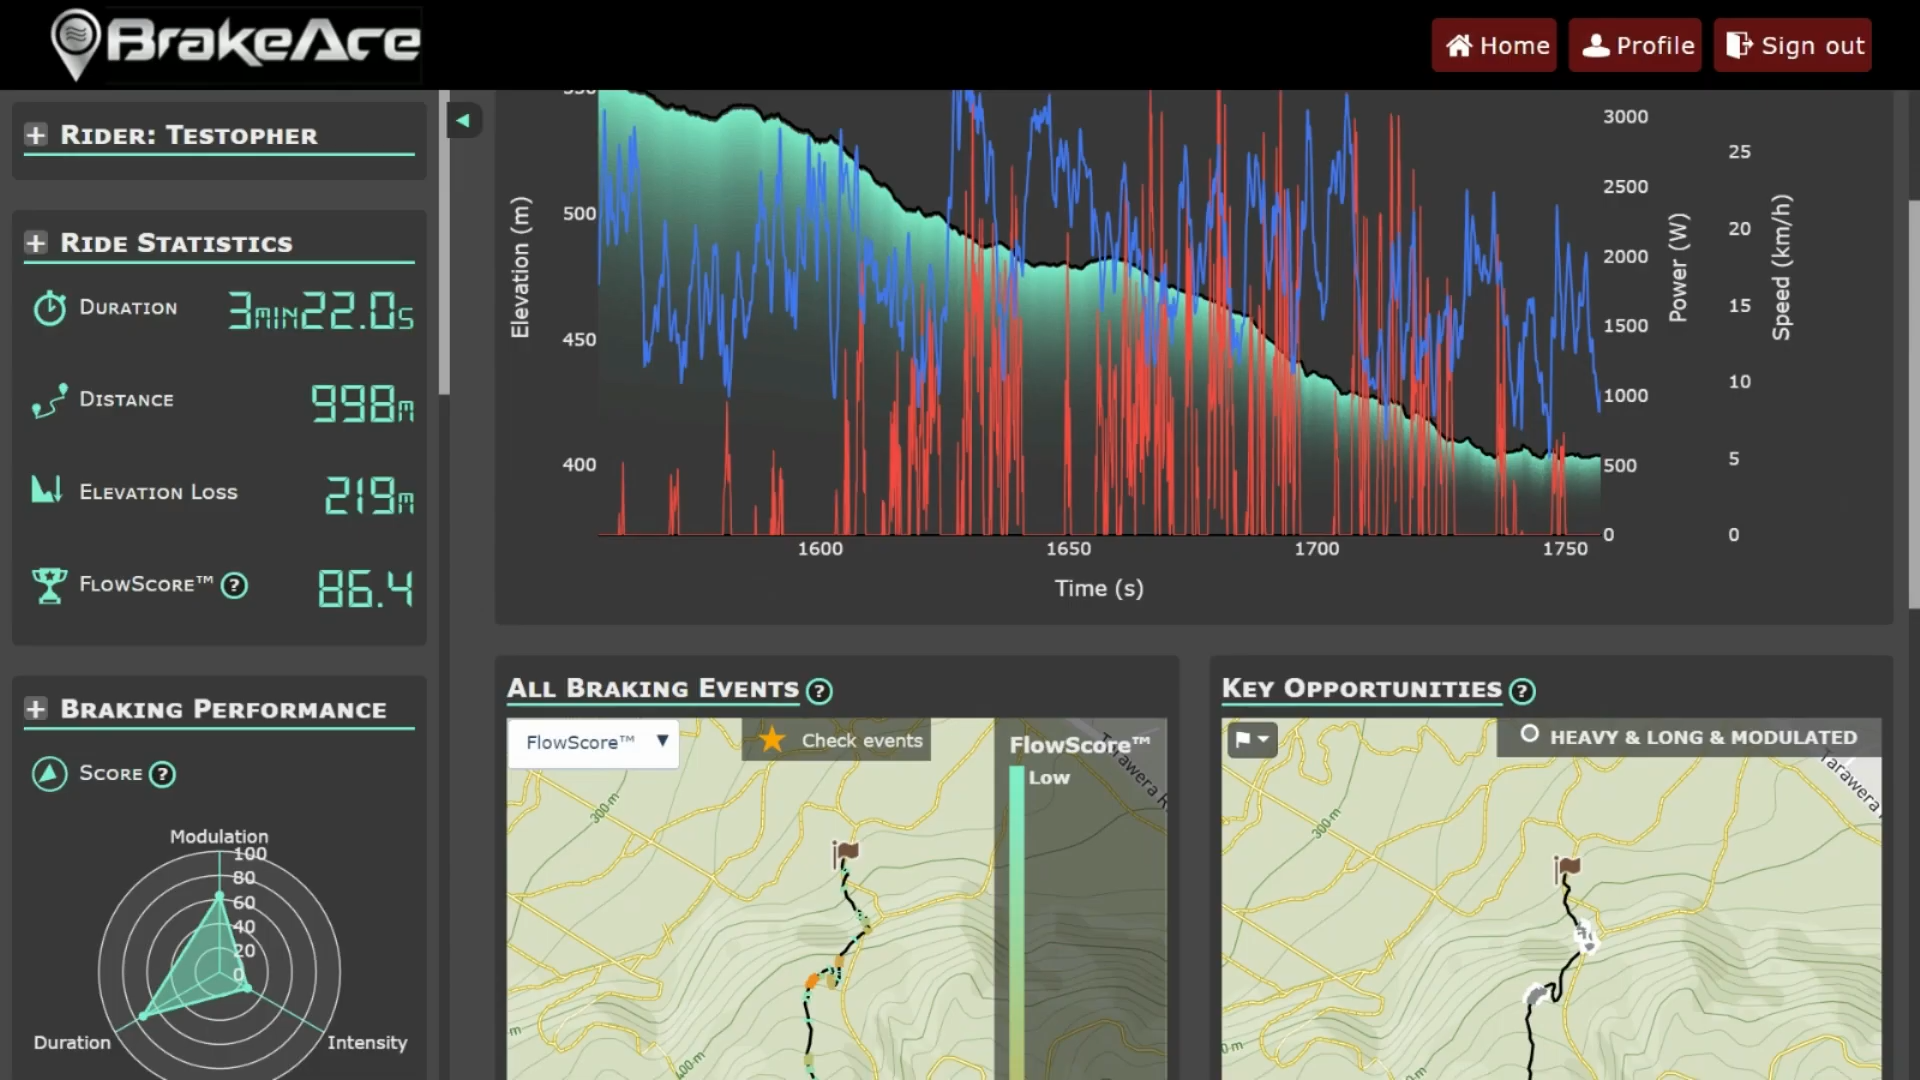 BrakeAce
Home
Profile
Sign out
Rider: Testopher
Ride Statistics
Duration
3min22.0s
Distance
998m
Elevation Loss
219m
FlowScore™ ?
86.4
Braking Performance
Score ?
Modulation
100
80
60
40
20
0
Duration
Intensity
550
500
450
400
Elevation (m)
1600
1650
1700
1750
Time (s)
3000
2500
2000
1500
1000
500
0
Power (W)
25
20
15
10
5
0
Speed (km/h)
All Braking Events ?
FlowScore™ ▼
Check events
FlowScore™
Low
300-m
400-m
Key Opportunities ?
HEAVY & LONG & MODULATED
Tarawera
300-m